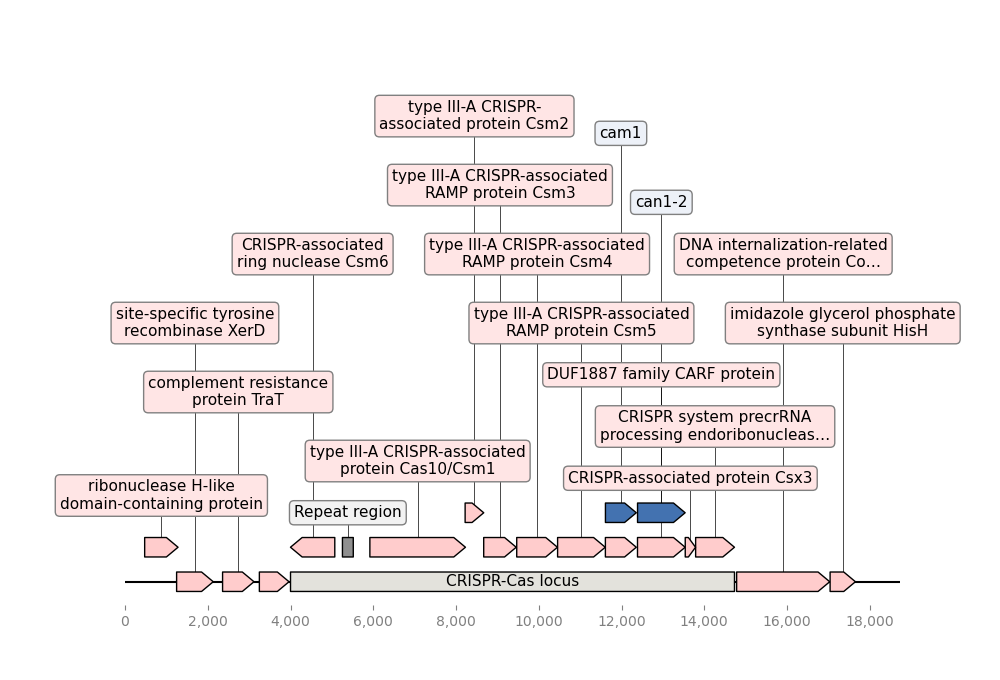 type III-A CRISPR-
associated protein Csm2
cam1
type III-A CRISPR-associated
RAMP protein Csm3
can1-2
CRISPR-associated
ring nuclease Csm6
type III-A CRISPR-associated
RAMP protein Csm4
DNA internalization-related
competence protein Co...
site-specific tyrosine
recombinase XerD
type III-A CRISPR-associated
RAMP protein Csm5
imidazole glycerol phosphate
synthase subunit HisH
complement resistance
protein TraT
DUF1887 family CARF protein
CRISPR system precrRNA
processing endoribonucleas...
type III-A CRISPR-associated
protein Cas10/Csm1
CRISPR-associated protein Csx3
ribonuclease H-like
domain-containing protein
Repeat region
CRISPR-Cas locus
0 2,000 4,000 6,000 8,000 10,000 12,000 14,000 16,000 18,000